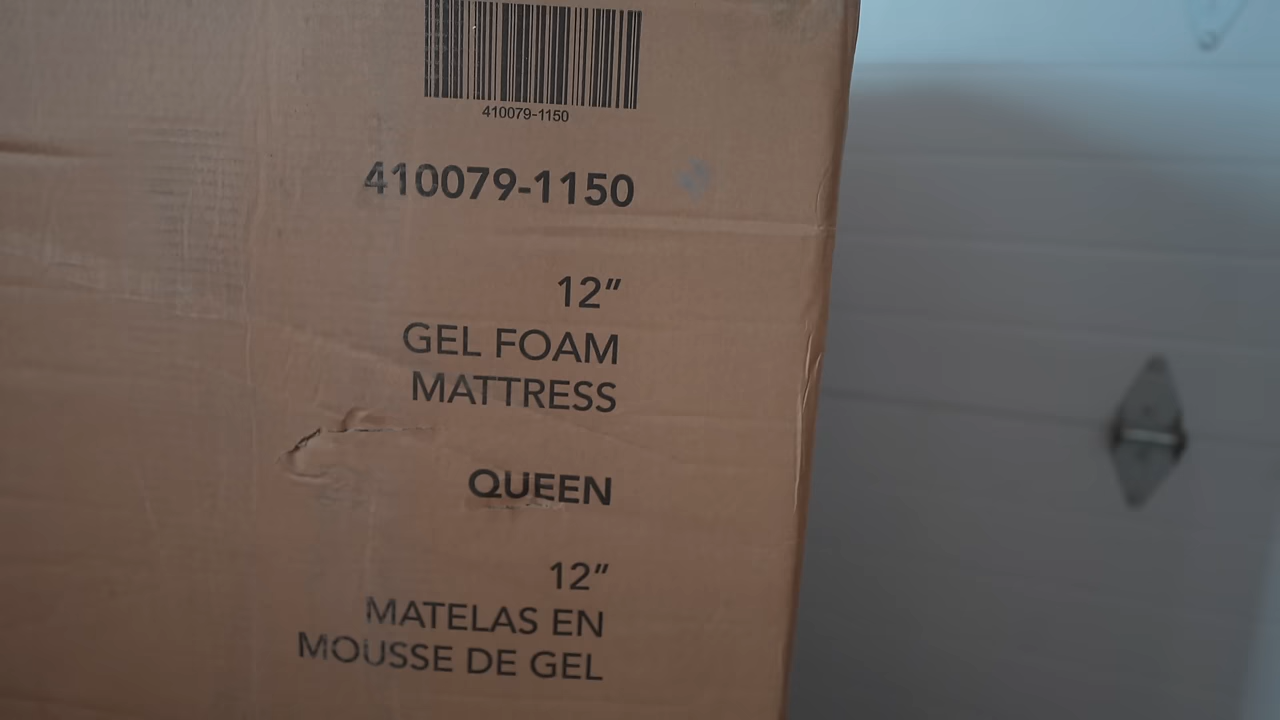 410079-1150
410079-1150
12″
GEL FOAM
MATTRESS
QUEEN
12″
MATELAS EN
MOUSSE DE GEL